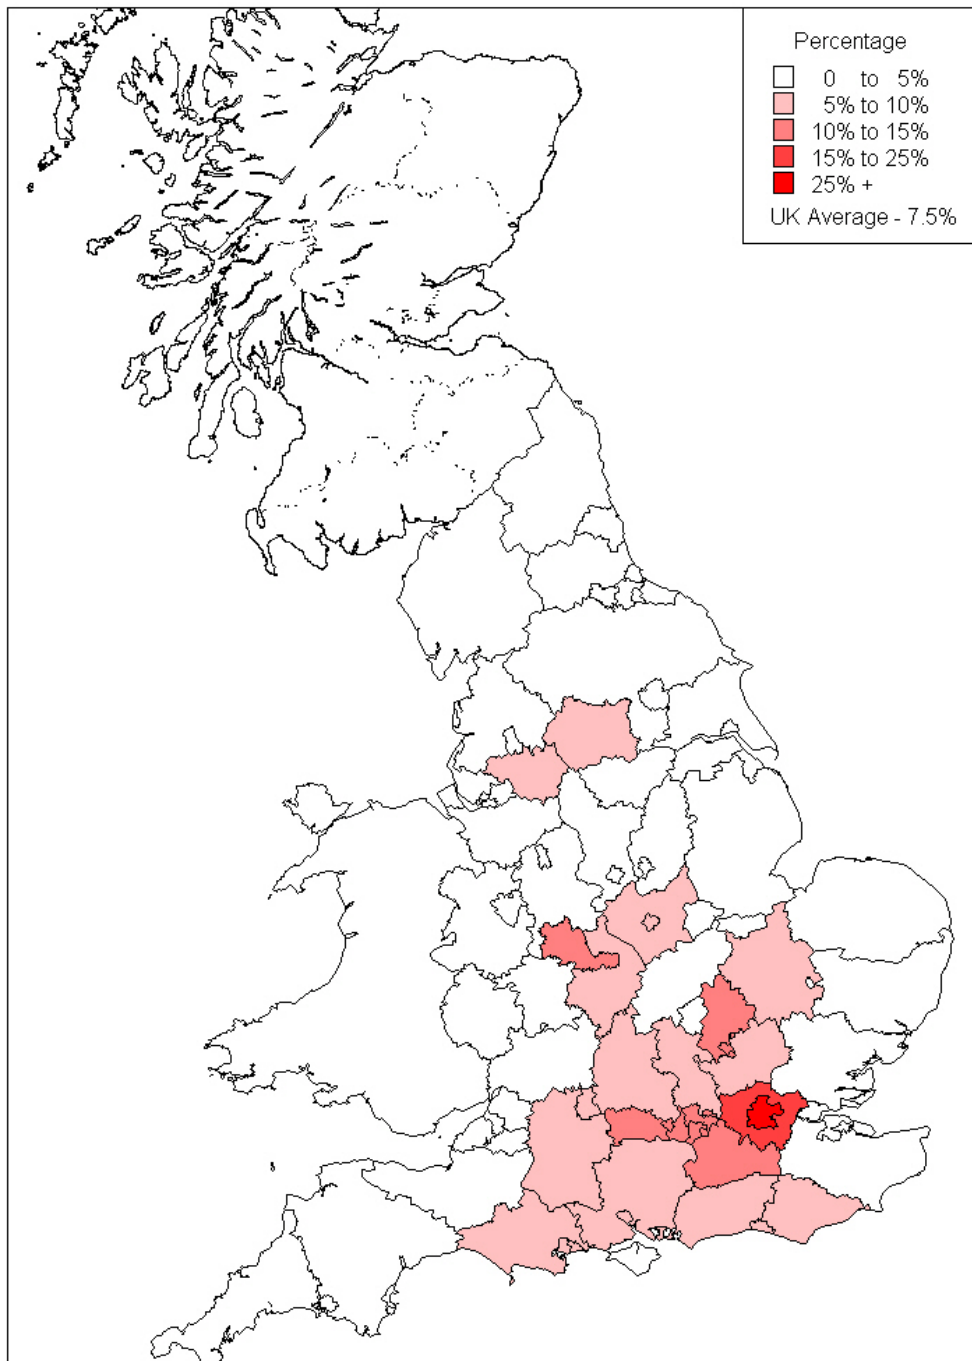 Percentage
0 to 5%
5% to 10%
10% to 15%
15% to 25%
25% +
UK Average - 7.5%